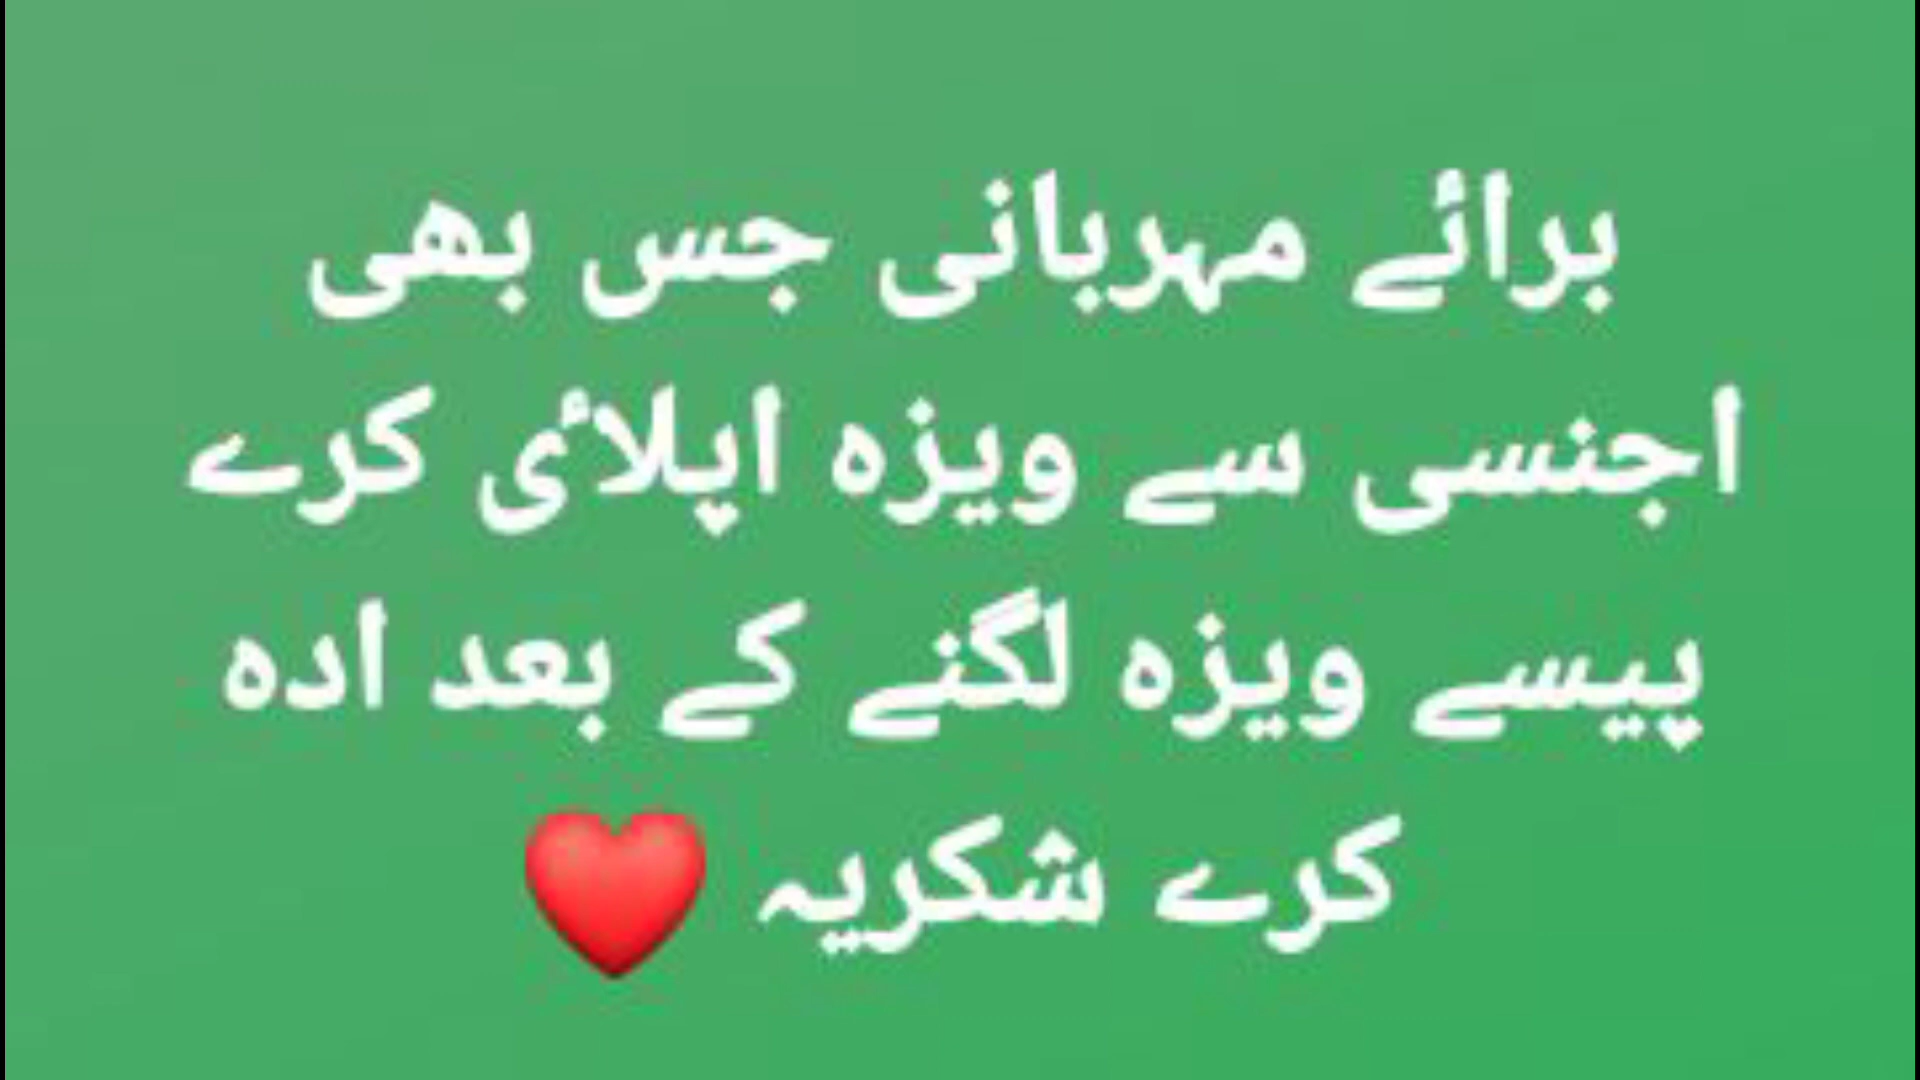 برائے مہربانی جس بھی
اجنسی سے ویزہ اپلائی کرے
پیسے ویزہ لگنے کے بعد ادہ
کرے شکریہ ❤️